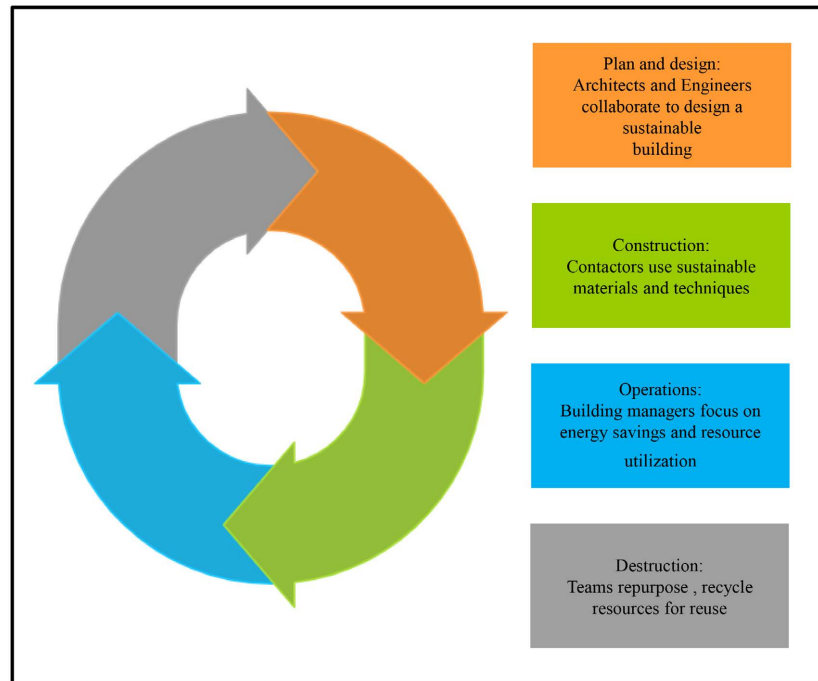 Plan and design:
Architects and Engineers
collaborate to design a
sustainable
building
Construction:
Contactors use sustainable
materials and techniques
Operations:
Building managers focus on
energy savings and resource
utilization
Destruction:
Teams repurpose , recycle
resources for reuse